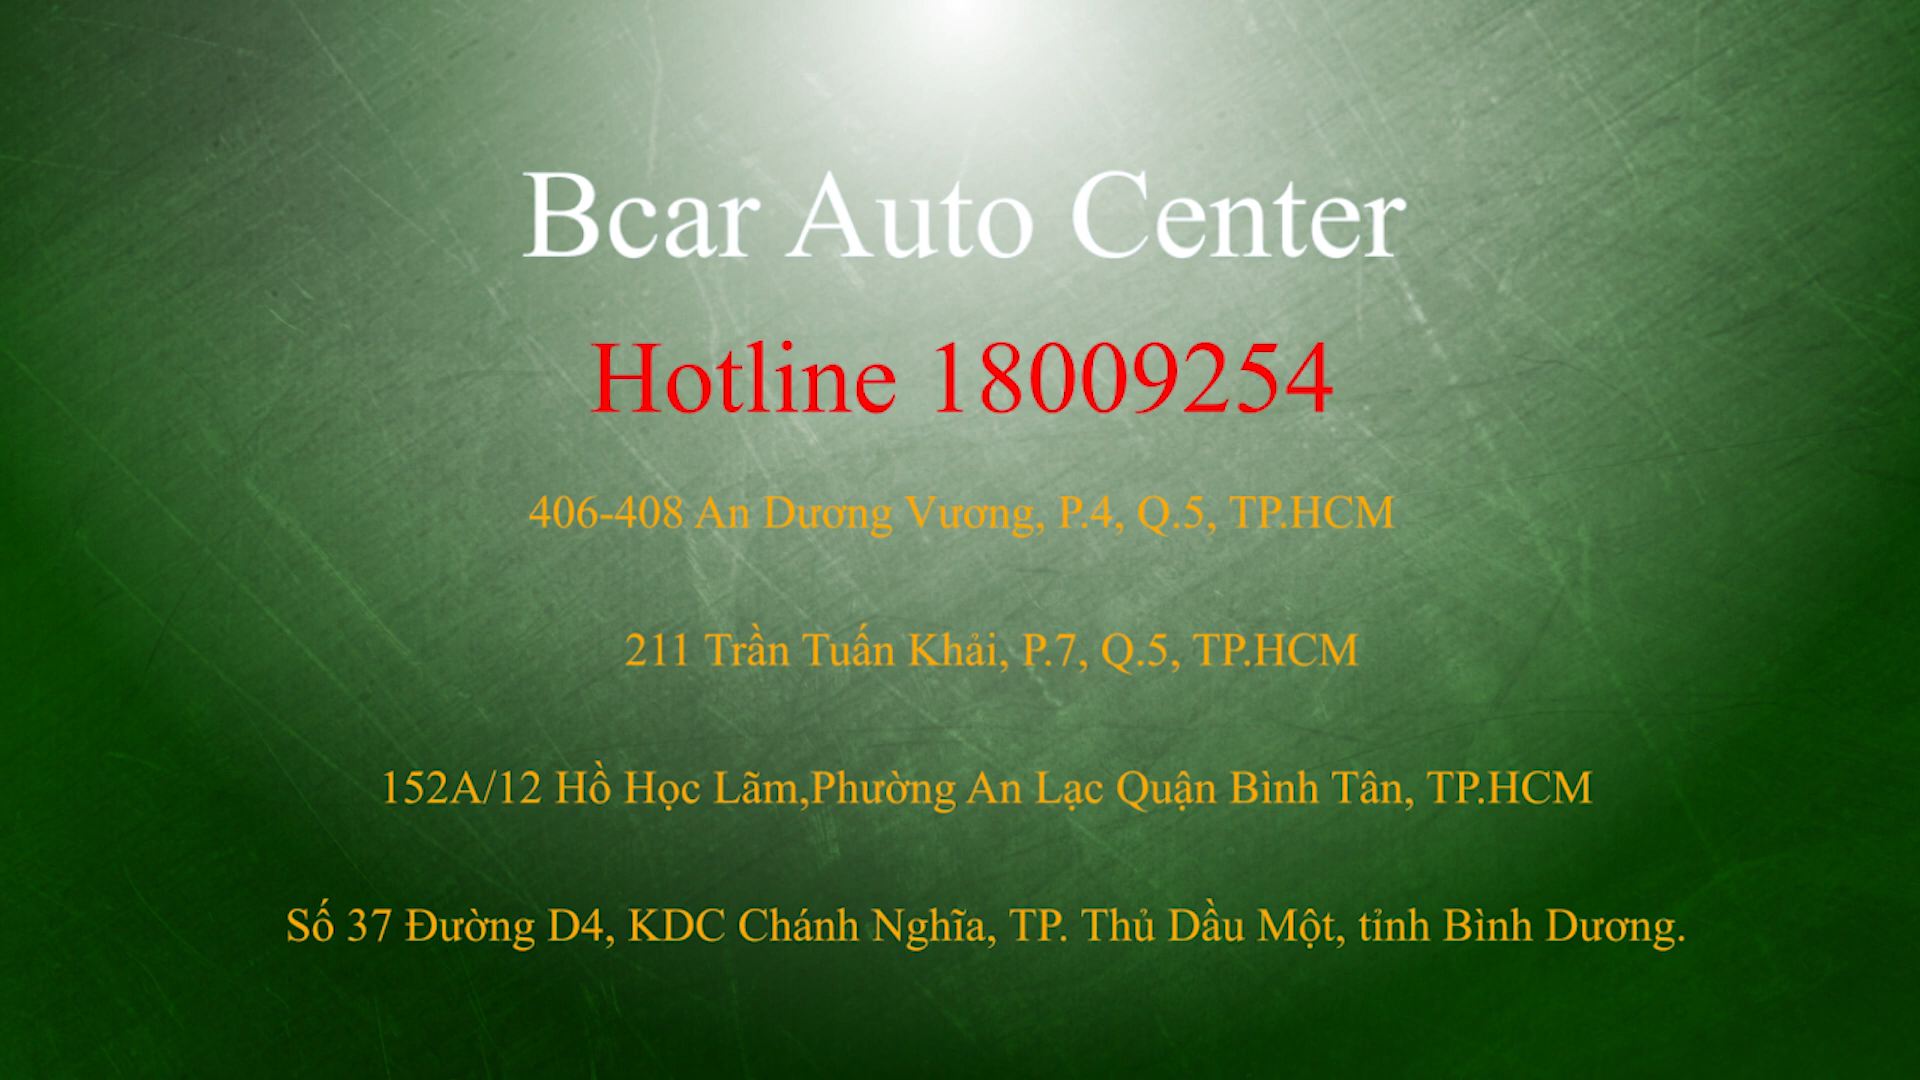 Bcar Auto Center
Hotline 18009254
406-408 An Dương Vương, P.4, Q.5, TP.HCM
211 Trần Tuấn Khải, P.7, Q.5, TP.HCM
152A/12 Hồ Học Lãm,Phường An Lạc Quận Bình Tân, TP.HCM
Số 37 Đường D4, KDC Chánh Nghĩa, TP. Thủ Dầu Một, tỉnh Bình Dương.